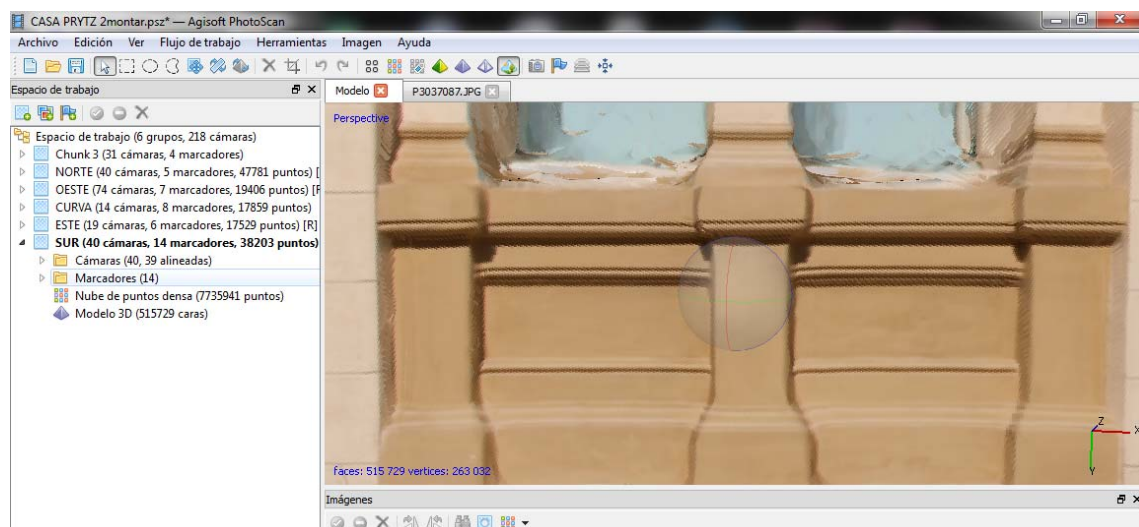 CASA PRYTZ 2montar.psz* — Agisoft PhotoScan
Archivo Edición Ver Flujo de trabajo Herramientas Imagen Ayuda
Espacio de trabajo
Espacio de trabajo (6 grupos, 218 cámaras)
Chunk 3 (31 cámaras, 4 marcadores)
NORTE (40 cámaras, 5 marcadores, 47781 puntos) [
OESTE (74 cámaras, 7 marcadores, 19406 puntos) [F
CURVA (14 cámaras, 8 marcadores, 17859 puntos)
ESTE (19 cámaras, 6 marcadores, 17529 puntos) [R]
SUR (40 cámaras, 14 marcadores, 38203 puntos)
Cámaras (40, 39 alineadas)
Marcadores (14)
Nube de puntos densa (7735941 puntos)
Modelo 3D (515729 caras)
Modelo P3037087.JPG
Perspective
Z
X
Y
faces: 515 729 vertices: 263 032
Imágenes